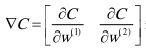 ∇C = [ ∂C/∂w⁽¹⁾ ∂C/∂w⁽²⁾ ]